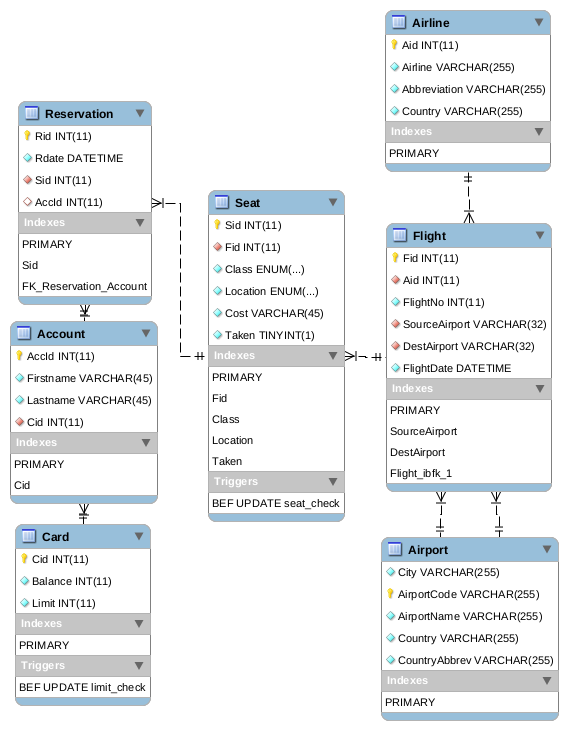 Airline
Aid INT(11)
Airline VARCHAR(255)
Abbreviation VARCHAR(255)
Country VARCHAR(255)
Indexes
PRIMARY
Reservation
Rid INT(11)
Rdate DATETIME
Sid INT(11)
AccId INT(11)
Indexes
PRIMARY
Sid
FK_Reservation_Account
Seat
Sid INT(11)
Fid INT(11)
Class ENUM(...)
Location ENUM(...)
Cost VARCHAR(45)
Taken TINYINT(1)
Indexes
PRIMARY
Fid
Class
Location
Taken
Triggers
BEF UPDATE seat_check
Flight
Fid INT(11)
Aid INT(11)
FlightNo INT(11)
SourceAirport VARCHAR(32)
DestAirport VARCHAR(32)
FlightDate DATETIME
Indexes
PRIMARY
SourceAirport
DestAirport
Flight_ibfk_1
Account
AccId INT(11)
Firstname VARCHAR(45)
Lastname VARCHAR(45)
Cid INT(11)
Indexes
PRIMARY
Cid
Card
Cid INT(11)
Balance INT(11)
Limit INT(11)
Indexes
PRIMARY
Triggers
BEF UPDATE limit_check
Airport
City VARCHAR(255)
AirportCode VARCHAR(255)
AirportName VARCHAR(255)
Country VARCHAR(255)
CountryAbbrev VARCHAR(255)
Indexes
PRIMARY